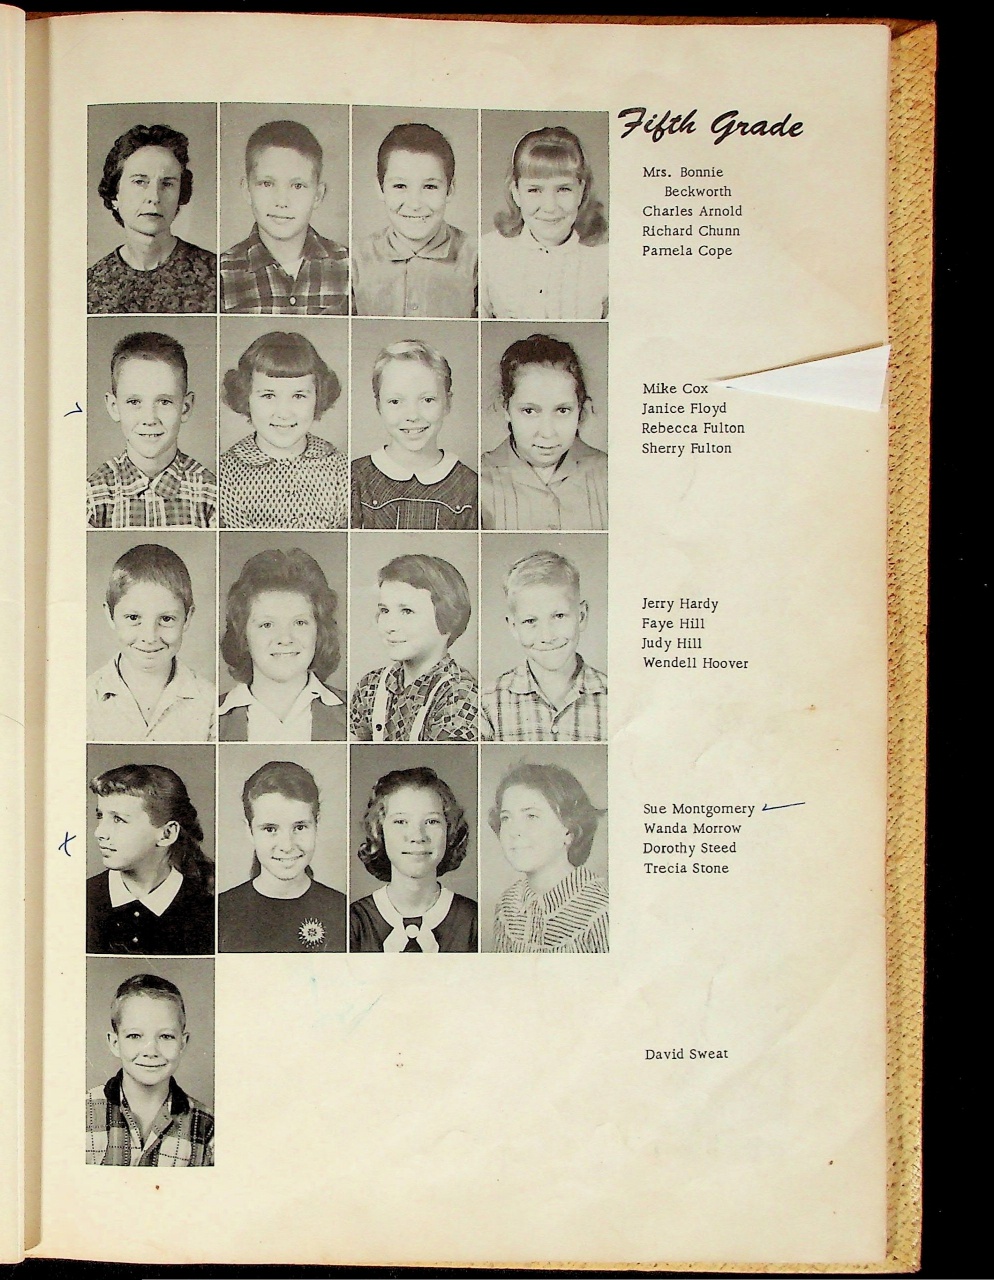 Fifth Grade
Mrs. Bonnie
Beckworth
Charles Arnold
Richard Chunn
Pamela Cope
Mike Cox
Janice Floyd
Rebecca Fulton
Sherry Fulton
Jerry Hardy
Faye Hill
Judy Hill
Wendell Hoover
Sue Montgomery
Wanda Morrow
Dorothy Steed
Trecia Stone
David Sweat